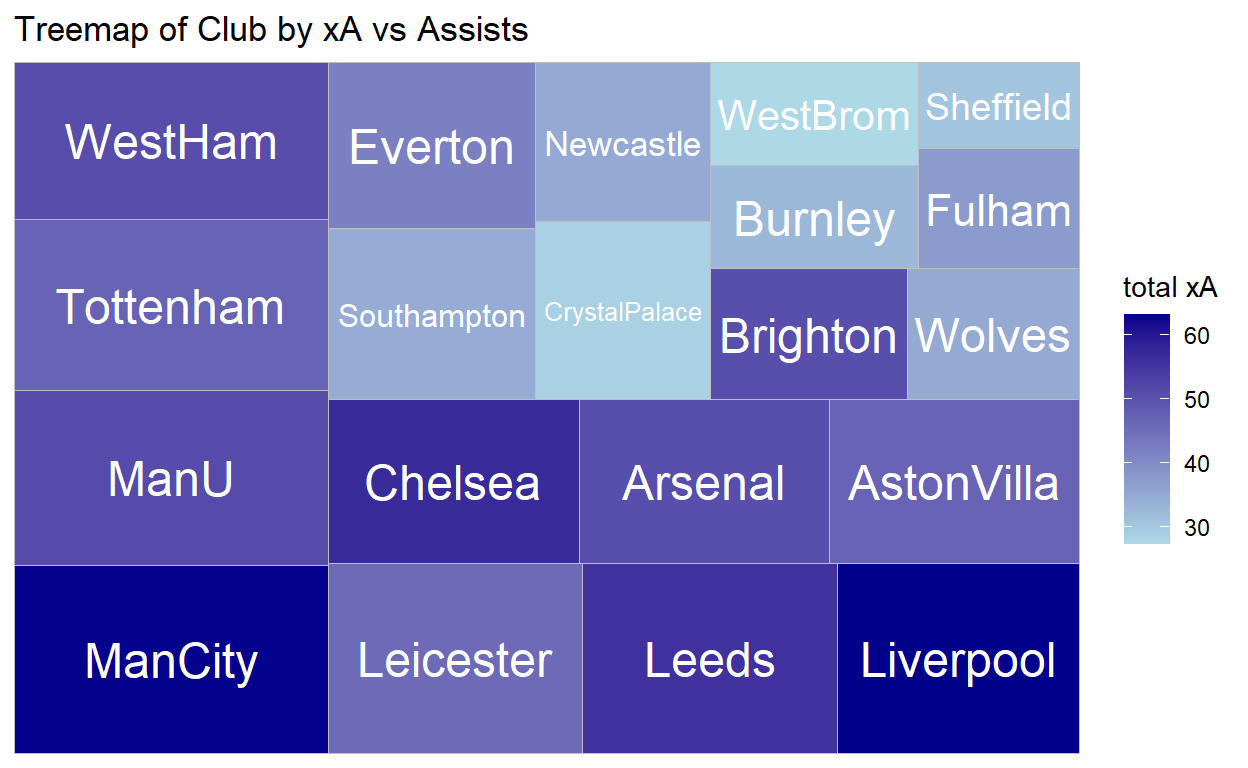 Treemap of Club by xA vs Assists
WestHam
Everton
Newcastle
WestBrom
Sheffield
Burnley
Fulham
Tottenham
Southampton
CrystalPalace
Brighton
Wolves
ManU
Chelsea
Arsenal
AstonVilla
ManCity
Leicester
Leeds
Liverpool
total xA
60
50
40
30